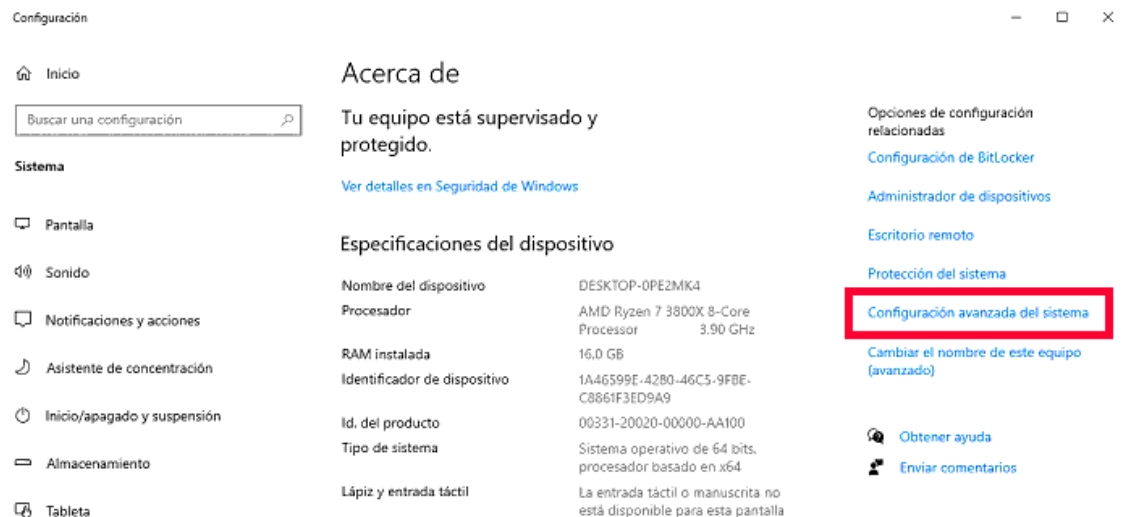 Configuración
Inicio
Buscar una configuración
Sistema
Pantalla
Sonido
Notificaciones y acciones
Asistente de concentración
Inicio/apagado y suspensión
Almacenamiento
Tableta
Acerca de
Tu equipo está supervisado y
protegido.
Ver detalles en Seguridad de Windows
Especificaciones del dispositivo
Nombre del dispositivo DESKTOP-0PE2MK4
Procesador AMD Ryzen 7 3800X 8-Core
Processor 3.90 GHz
RAM instalada 16.0 GB
Identificador de dispositivo 1A46599E-4280-46C5-9FBE-
C8861F3ED9A9
Id. del producto 00331-20020-00000-AA100
Tipo de sistema Sistema operativo de 64 bits,
procesador basado en x64
Lápiz y entrada táctil La entrada táctil o manuscrita no
está disponible para esta pantalla
Opciones de configuración
relacionadas
Configuración de BitLocker
Administrador de dispositivos
Escritorio remoto
Protección del sistema
Configuración avanzada del sistema
Cambiar el nombre de este equipo
(avanzado)
Obtener ayuda
Enviar comentarios